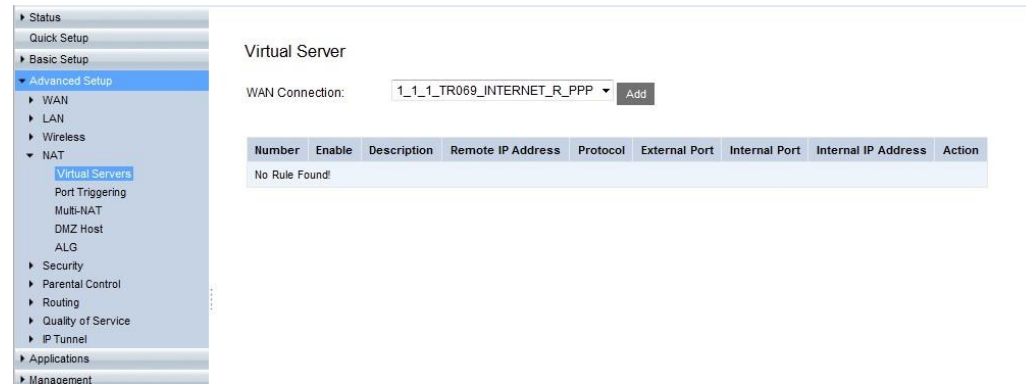 Status
Quick Setup
Basic Setup
Advanced Setup
WAN
LAN
Wireless
NAT
Virtual Servers
Port Triggering
Multi-NAT
DMZ Host
ALG
Security
Parental Control
Routing
Quality of Service
IP Tunnel
Applications
Management
Virtual Server
WAN Connection: 1_1_1_TR069_INTERNET_R_PPP Add
Number Enable Description Remote IP Address Protocol External Port Internal Port Internal IP Address Action
No Rule Found!